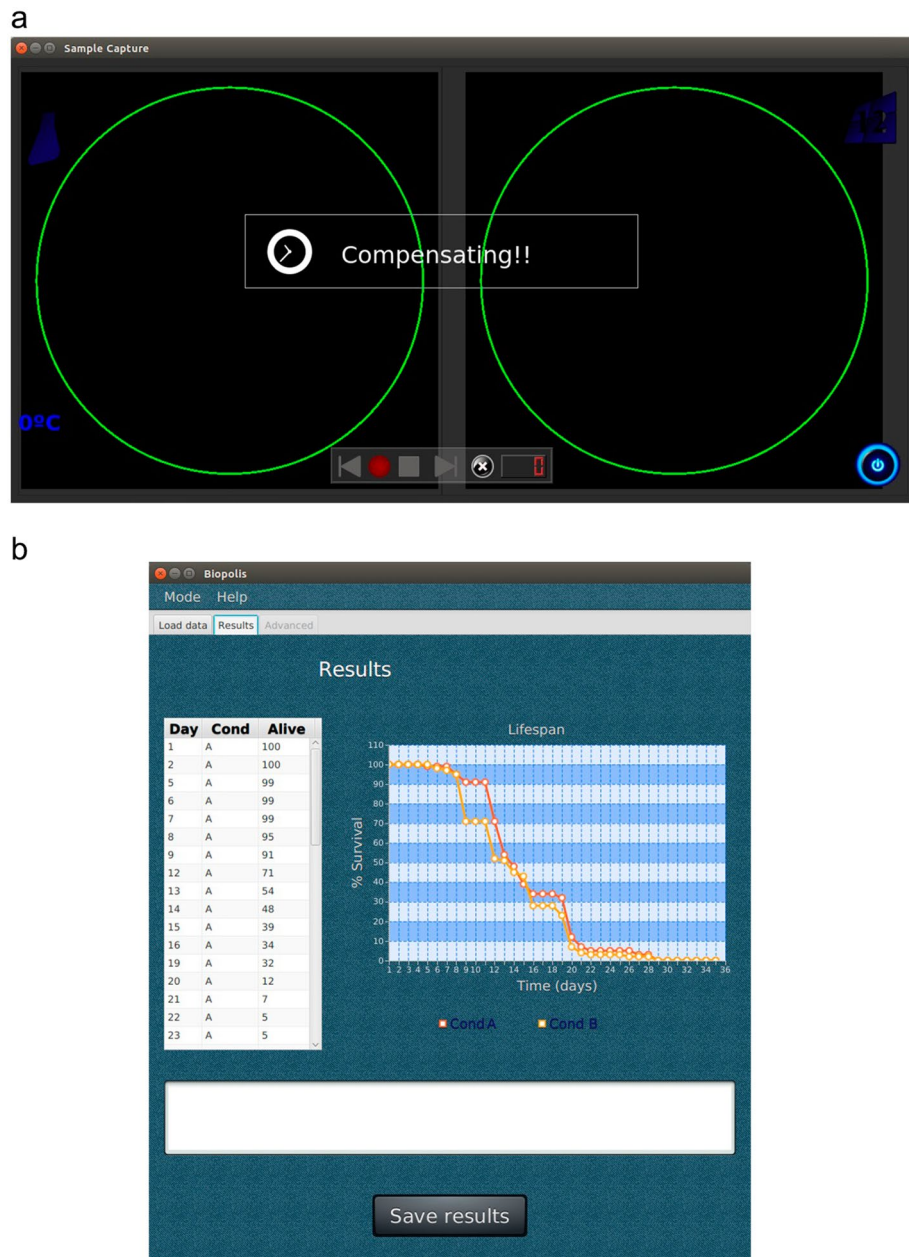 a
Sample Capture
12
Compensating!!
0ºC
0
b
Biopolis
Mode Help
Load data Results Advanced
Results
Day Cond Alive
1 A 100
2 A 100
5 A 99
6 A 99
7 A 99
8 A 95
9 A 91
12 A 71
13 A 54
14 A 48
15 A 39
16 A 34
19 A 32
20 A 12
21 A 7
22 A 5
23 A 5
Lifespan
% Survival
110
100
90
80
70
60
50
40
30
20
10
0
1 2 3 4 5 6 7 8 9 10 12 14 16 18 20 22 24 26 28 30 32 34 36
Time (days)
Cond A Cond B
Save results